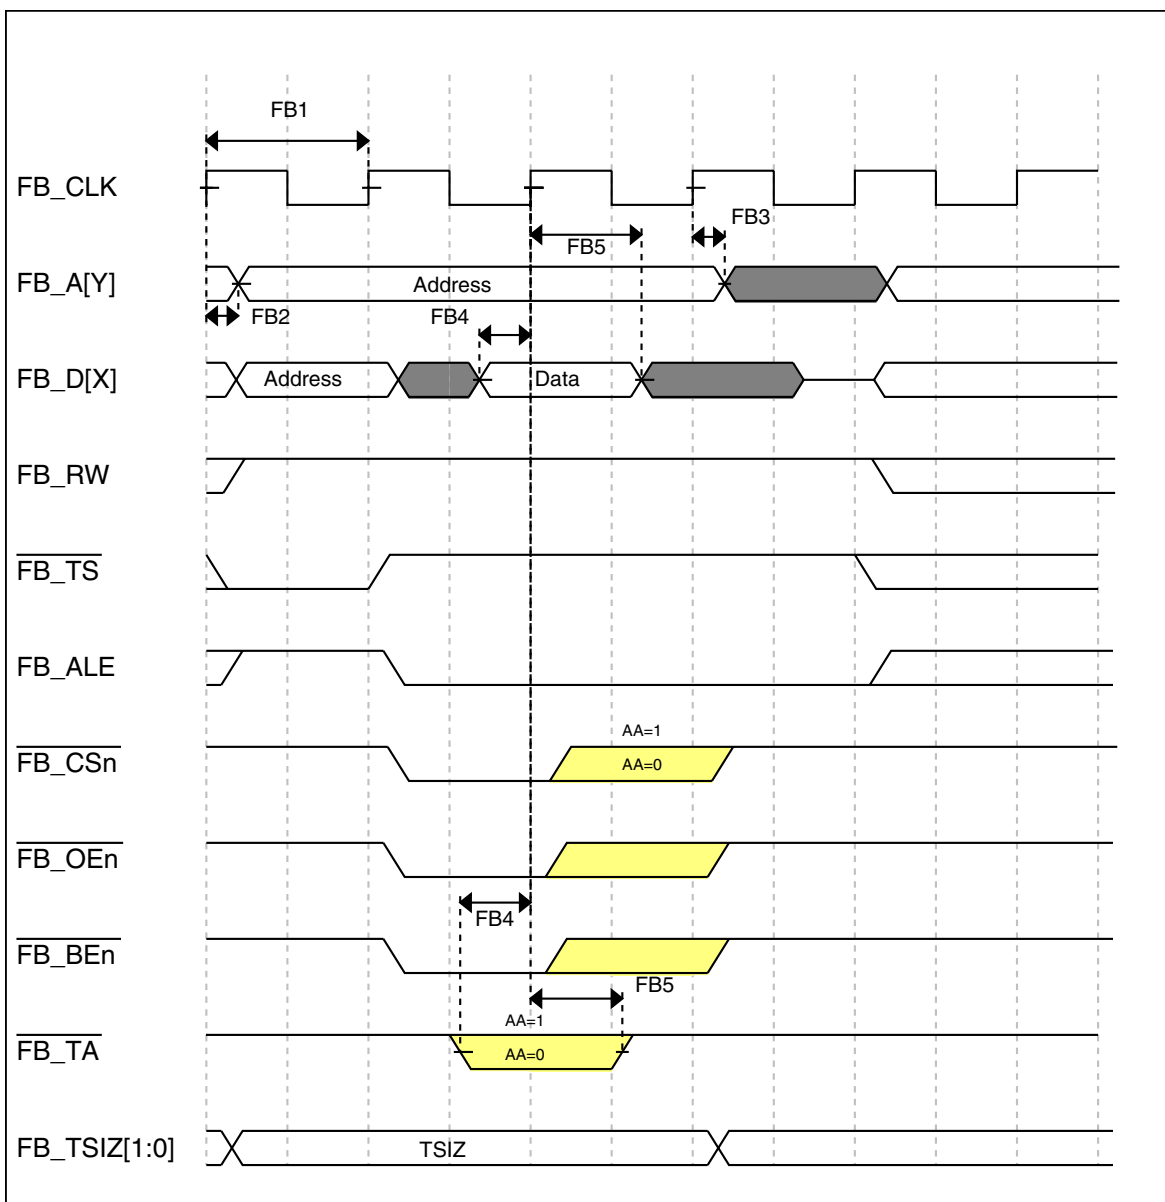 FB1
FB_CLK
FB3
FB5
FB_A[Y]
Address
FB2
FB4
FB_D[X]
Address
Data
FB_RW
FB_TS
FB_ALE
AA=1
FB_CSn
AA=0
FB_OEn
FB4
FB_BEn
FB5
AA=1
FB_TA
AA=0
FB_TSIZ[1:0]
TSIZ